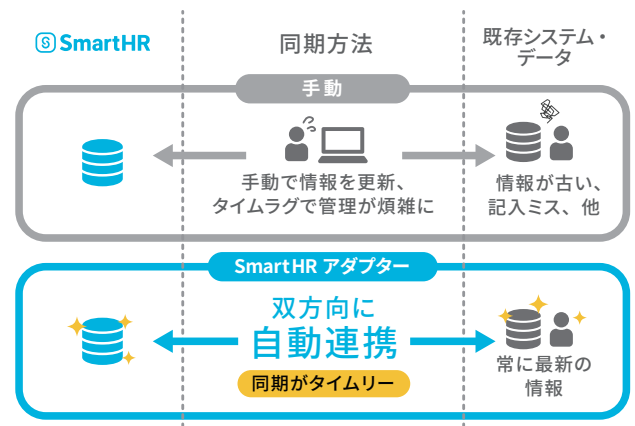 SmartHR
同期方法
既存システム・
データ
手動
手動で情報を更新、
タイムラグで管理が煩雑に
情報が古い、
記入ミス、他
SmartHR アダプター
双方向に
自動連携
同期がタイムリー
常に最新の
情報